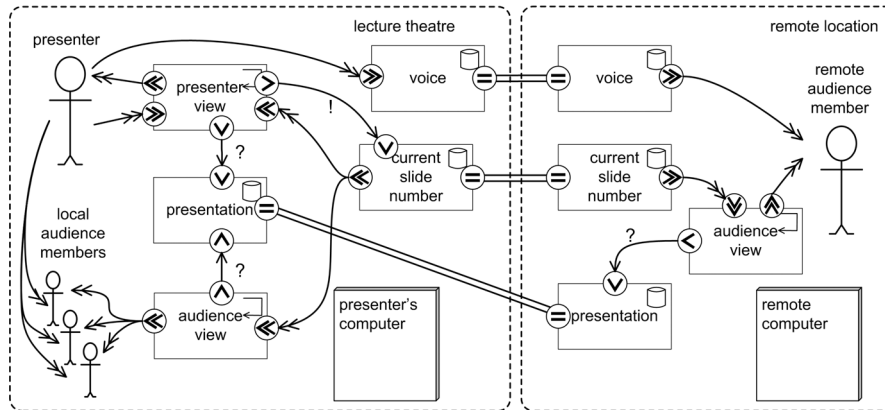 lecture theatre
remote location
presenter
voice
voice
remote
audience
member
presenter
view
!
?
current
slide
number
current
slide
number
presentation
audience
view
?
local
audience
members
?
presenter's
computer
presentation
remote
computer
audience
view